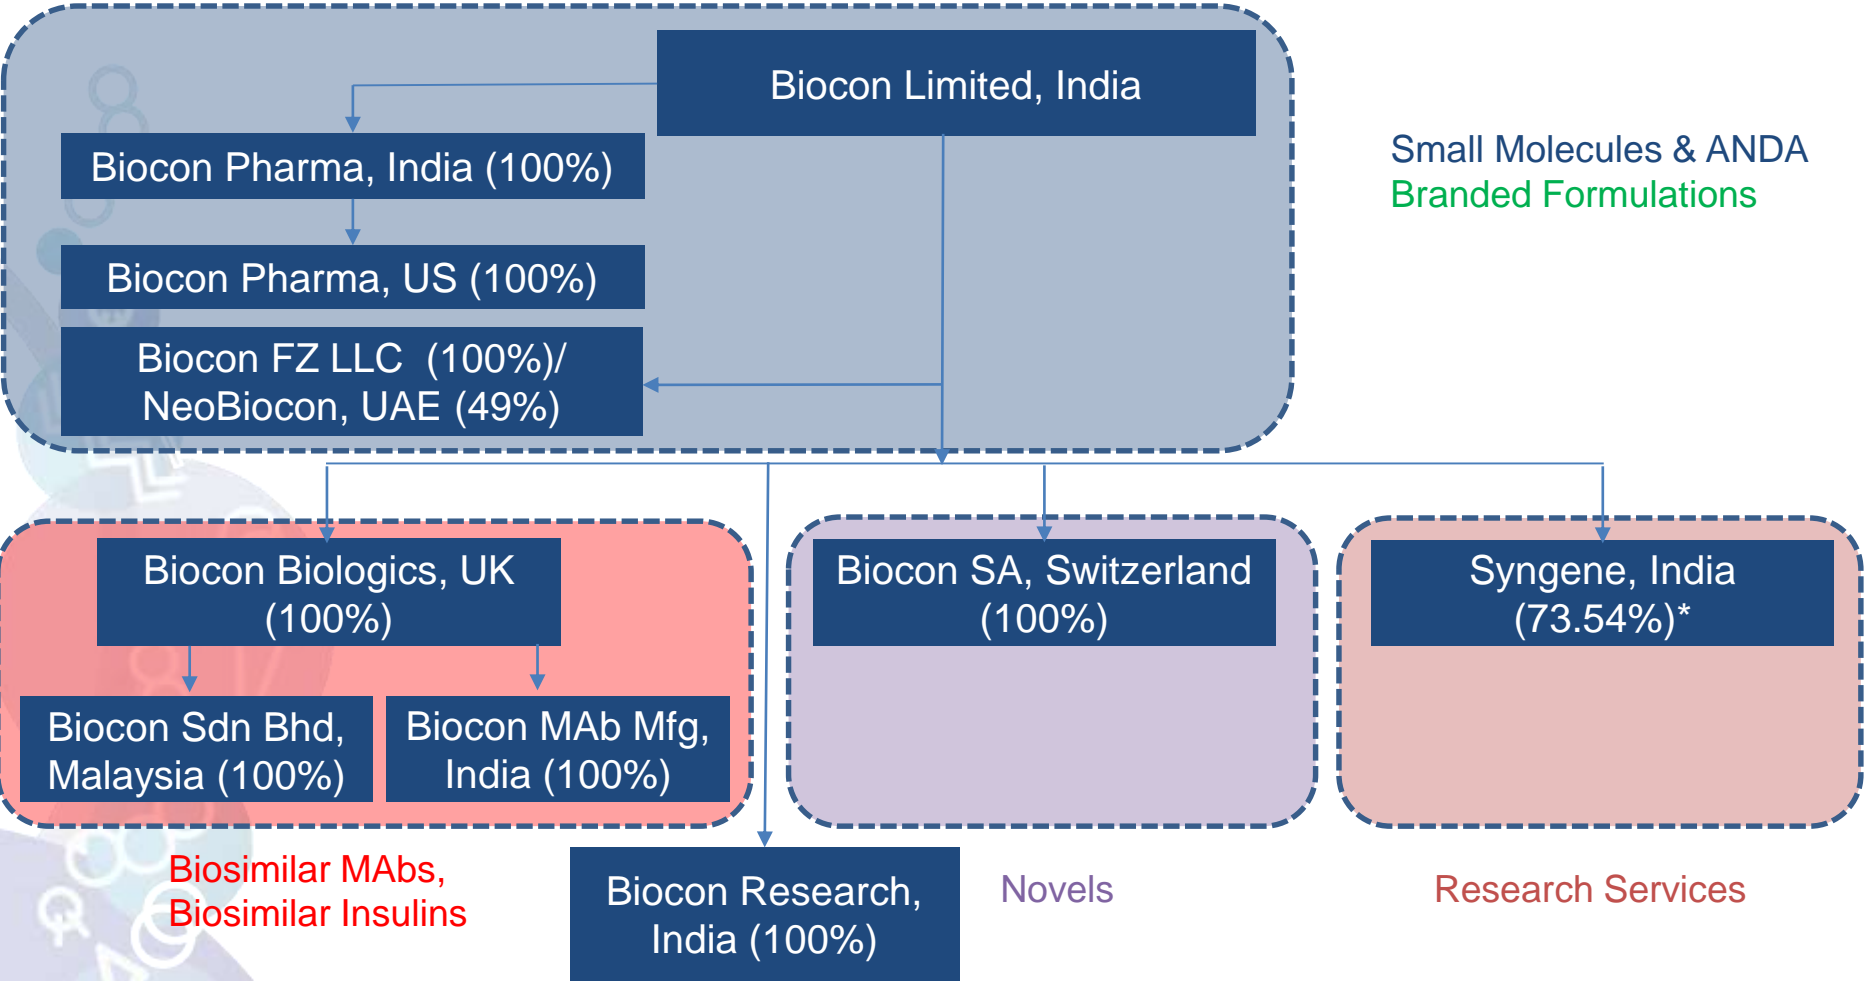 Biocon Limited, India
Biocon Pharma, India (100%)
Biocon Pharma, US (100%)
Biocon FZ LLC  (100%)/
NeoBiocon, UAE (49%)
Small Molecules & ANDA
Branded Formulations
Biocon Biologics, UK
(100%)
Biocon Sdn Bhd,
Malaysia (100%)
Biocon MAb Mfg,
India (100%)
Biocon SA, Switzerland
(100%)
Syngene, India
(73.54%)*
Biosimilar MAbs,
Biosimilar Insulins
Biocon Research,
India (100%)
Novels
Research Services